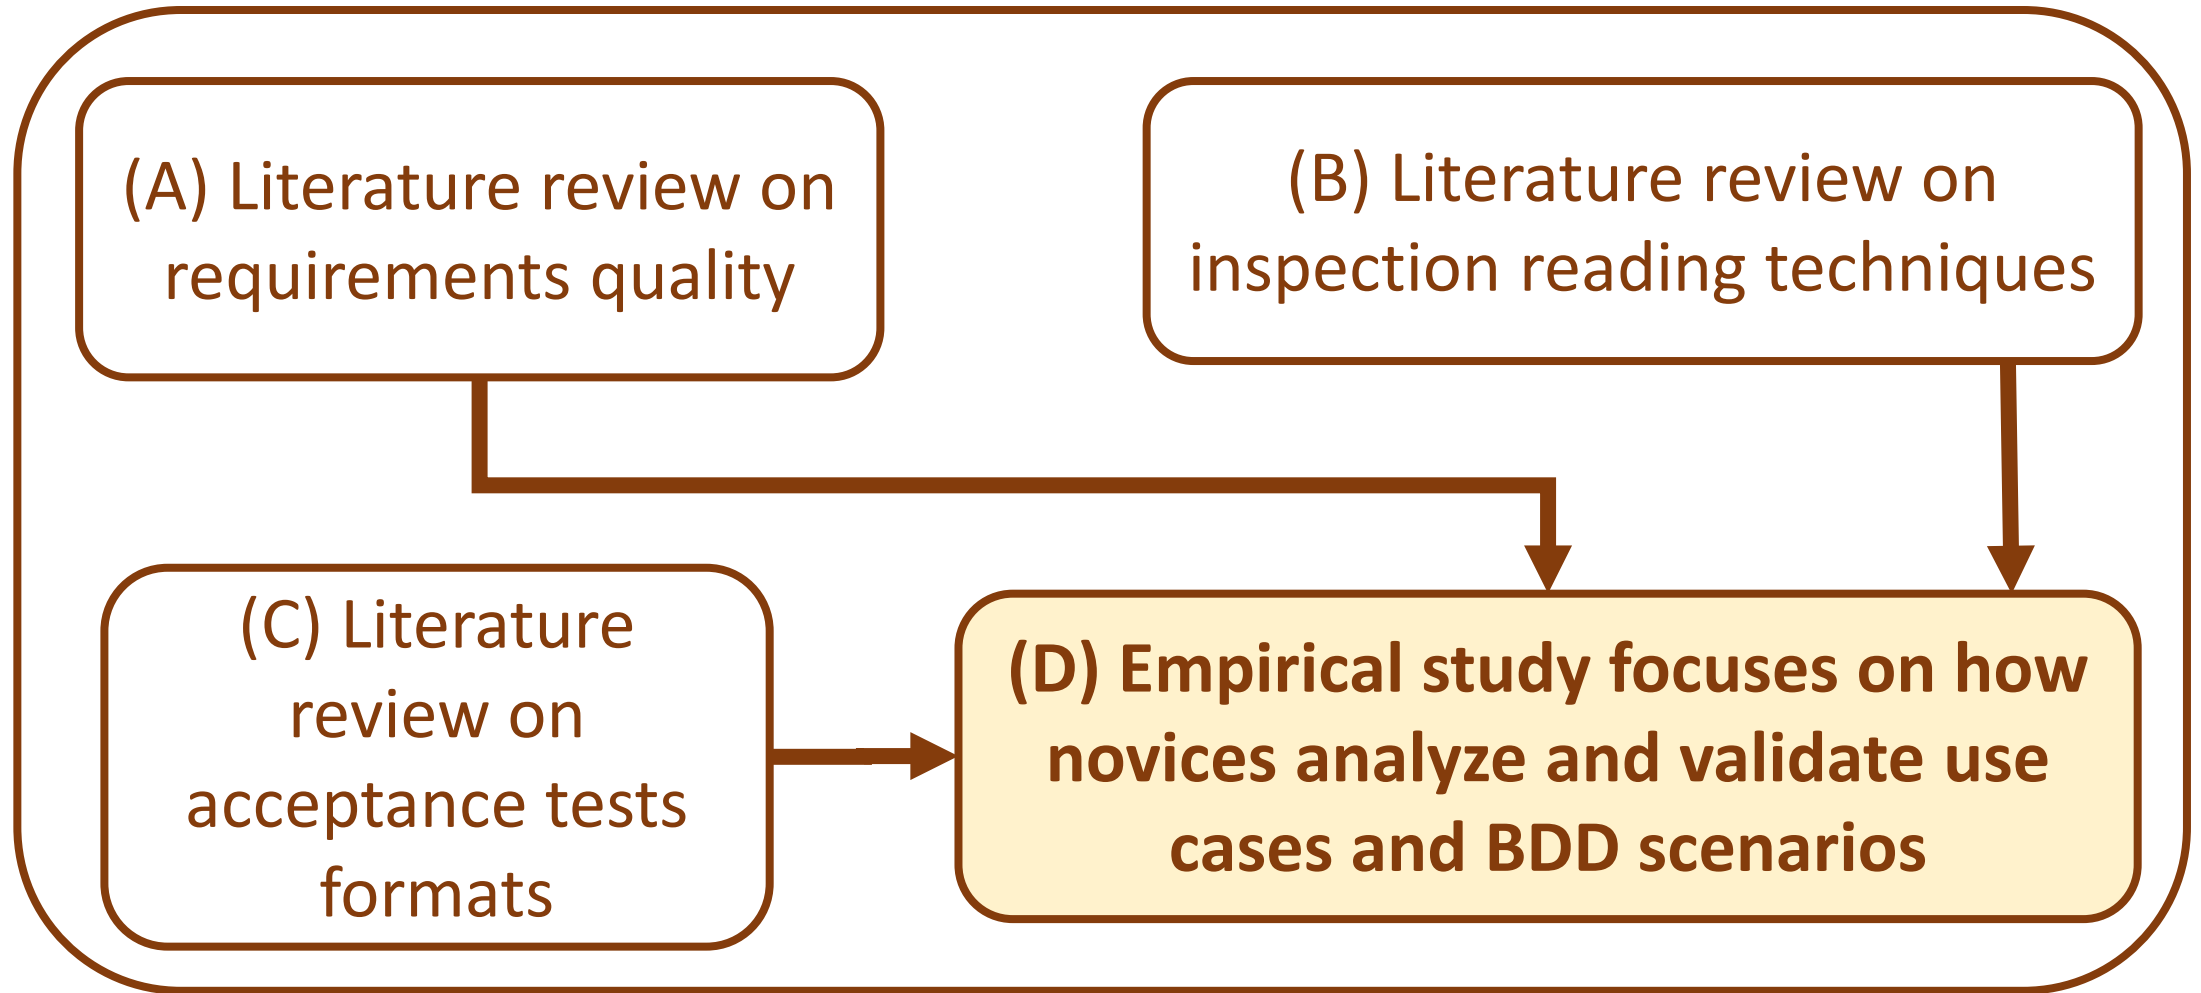 (A) Literature review on
requirements quality
(B) Literature review on
inspection reading techniques
(C) Literature
review on
acceptance tests
formats
(D) Empirical study focuses on how
novices analyze and validate use
cases and BDD scenarios